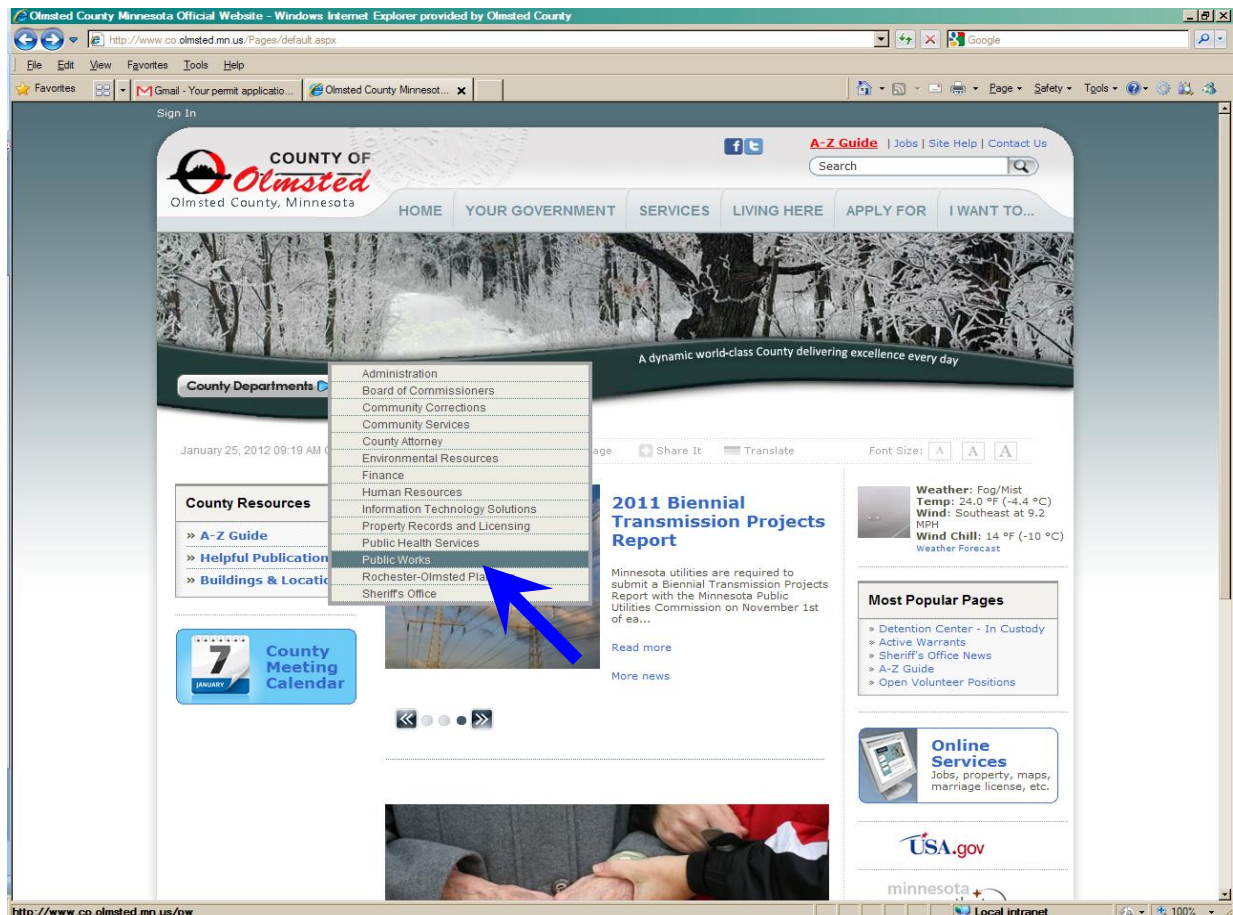 Olmsted County Minnesota Official Website - Windows Internet Explorer provided by Olmsted County
http://www.co.olmsted.mn.us/Pages/default.aspx
Google
File Edit View Favorites Tools Help
Favorites
Gmail - Your permit applicatio...
Olmsted County Minnesot...
Page
Safety
Tools
Sign In
COUNTY OF
Olmsted
Olmsted County, Minnesota
A-Z Guide | Jobs | Site Help | Contact Us
Search
HOME
YOUR GOVERNMENT
SERVICES
LIVING HERE
APPLY FOR
I WANT TO...
A dynamic world-class County delivering excellence every day
County Departments
Administration
Board of Commissioners
Community Corrections
Community Services
County Attorney
Environmental Resources
Finance
Human Resources
Information Technology Solutions
Property Records and Licensing
Public Health Services
Public Works
Rochester-Olmsted
Sheriff's Office
January 25, 2012 09:19 AM
Share It
Translate
Font Size: A A A
County Resources
» A-Z Guide
» Helpful Publication
» Buildings &
7
JANUARY
County
Meeting
Calendar
2011 Biennial
Transmission Projects
Report
Minnesota utilities are required to
submit a Biennial Transmission Projects
Report with the Minnesota Public
Utilities Commission on November 1st
of ea...
Read more
More news
Weather: Fog/Mist
Temp: 24.0 °F (-4.4 °C)
Wind: Southeast at 9.2
MPH
Wind Chill: 14 °F (-10 °C)
Weather Forecast
Most Popular Pages
» Detention Center - In Custody
» Active Warrants
» Sheriff's Office News
» A-Z Guide
» Open Volunteer Positions
Online
Services
Jobs, property, maps,
marriage license, etc.
USA.gov
minnesota
http://www.co.olmsted.mn.us/pw
Local intranet
100%